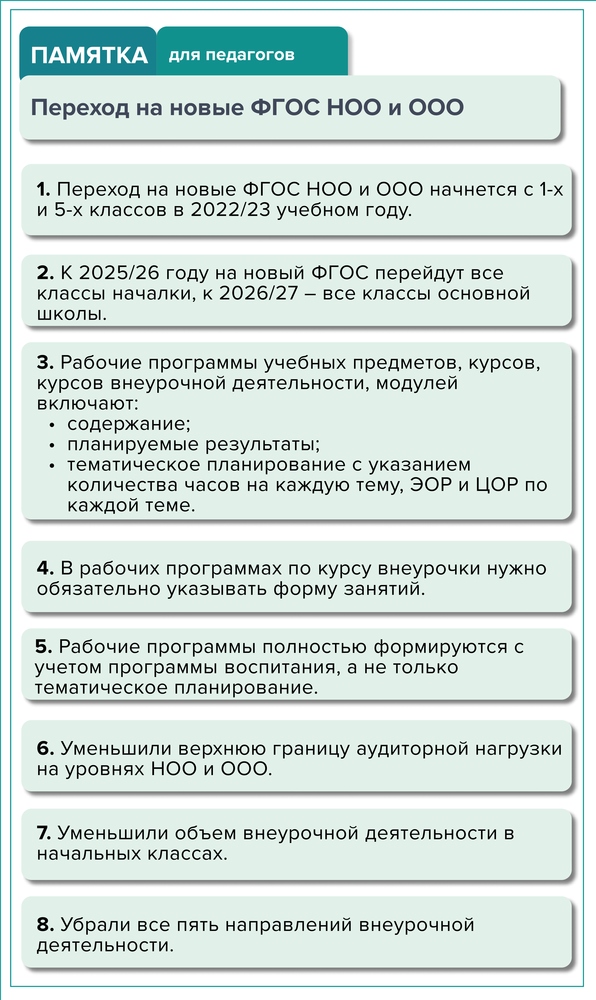 ПАМЯТКА для педагогов
Переход на новые ФГОС НОО и ООО
1. Переход на новые ФГОС НОО и ООО начнется с 1-х
и 5-х классов в 2022/23 учебном году.
2. К 2025/26 году на новый ФГОС перейдут все
классы началки, к 2026/27 – все классы основной
школы.
3. Рабочие программы учебных предметов, курсов,
курсов внеурочной деятельности, модулей
включают:
• содержание;
• планируемые результаты;
• тематическое планирование с указанием
количества часов на каждую тему, ЭОР и ЦОР по
каждой теме.
4. В рабочих программах по курсу внеурочки нужно
обязательно указывать форму занятий.
5. Рабочие программы полностью формируются с
учетом программы воспитания, а не только
тематическое планирование.
6. Уменьшили верхнюю границу аудиторной нагрузки
на уровнях НОО и ООО.
7. Уменьшили объем внеурочной деятельности в
начальных классах.
8. Убрали все пять направлений внеурочной
деятельности.